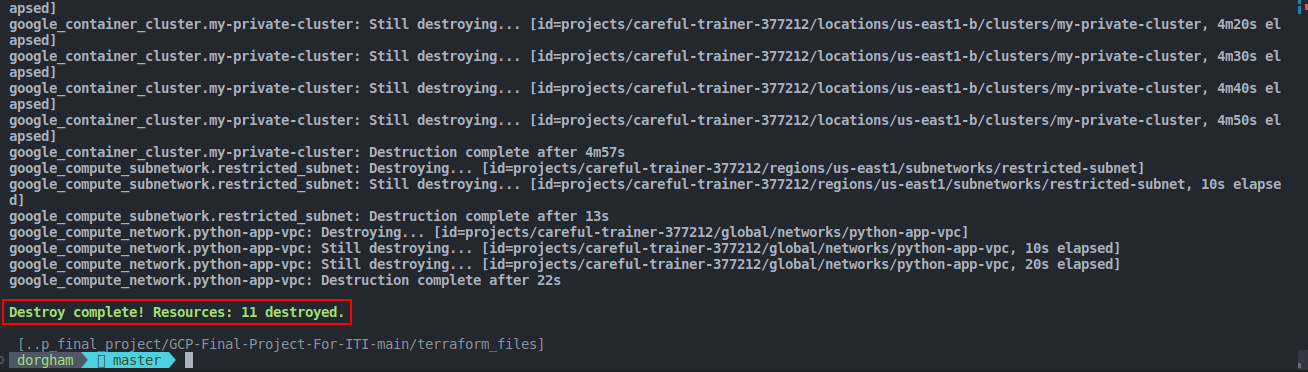 apsed]
google_container_cluster.my-private-cluster: Still destroying... [id=projects/careful-trainer-377212/locations/us-east1-b/clusters/my-private-cluster, 4m20s el
apsed]
google_container_cluster.my-private-cluster: Still destroying... [id=projects/careful-trainer-377212/locations/us-east1-b/clusters/my-private-cluster, 4m30s el
apsed]
google_container_cluster.my-private-cluster: Still destroying... [id=projects/careful-trainer-377212/locations/us-east1-b/clusters/my-private-cluster, 4m40s el
apsed]
google_container_cluster.my-private-cluster: Still destroying... [id=projects/careful-trainer-377212/locations/us-east1-b/clusters/my-private-cluster, 4m50s el
apsed]
google_container_cluster.my-private-cluster: Destruction complete after 4m57s
google_compute_subnetwork.restricted_subnet: Destroying... [id=projects/careful-trainer-377212/regions/us-east1/subnetworks/restricted-subnet]
google_compute_subnetwork.restricted_subnet: Still destroying... [id=projects/careful-trainer-377212/regions/us-east1/subnetworks/restricted-subnet, 10s elapse
d]
google_compute_subnetwork.restricted_subnet: Destruction complete after 13s
google_compute_network.python-app-vpc: Destroying... [id=projects/careful-trainer-377212/global/networks/python-app-vpc]
google_compute_network.python-app-vpc: Still destroying... [id=projects/careful-trainer-377212/global/networks/python-app-vpc, 10s elapsed]
google_compute_network.python-app-vpc: Still destroying... [id=projects/careful-trainer-377212/global/networks/python-app-vpc, 20s elapsed]
google_compute_network.python-app-vpc: Destruction complete after 22s
Destroy complete! Resources: 11 destroyed.
[..p_final_project/GCP-Final-Project-For-ITI-main/terraform_files]
dorgham master